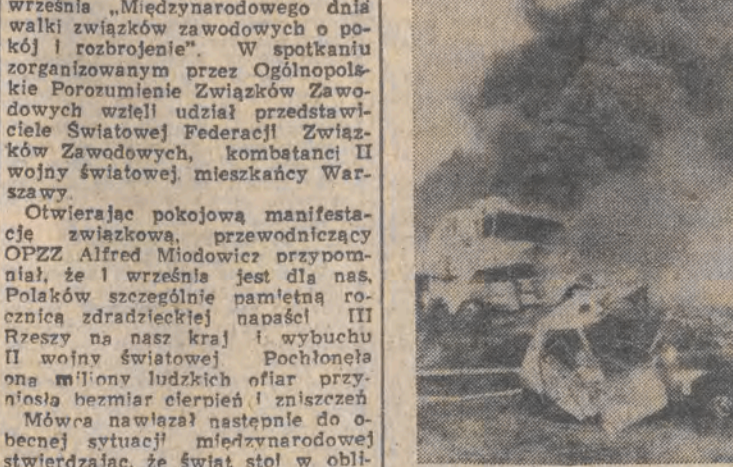 września „Międzynarodowego dnia
walki związków zawodowych o po-
kój i rozbrojenie”. W spotkaniu
zorganizowanym przez Ogólnopols-
kie Porozumienie Związków Zawo-
dowych wzięli udział przedstawi-
ciele Światowej Federacji Związ-
ków Zawodowych, kombatanci II
wojny światowej, mieszkańcy War-
szawy.
Otwierając pokojową manifesta-
cję związkową, przewodniczący
OPZZ Alfred Miodowicz przypom-
niał, że 1 września jest dla nas,
Polaków szczególnie pamiętną ro-
cznicą zdradzieckiej napaści III
Rzeszy na nasz kraj i wybuchu
II wojny światowej. Pochłonęła
ona miliony ludzkich ofiar przy-
niosła bezmiar cierpień i zniszczeń
Mówca nawiązał następnie do o-
becnej sytuacji międzynarodowej
stwierdzając, że świat stoi w obli-